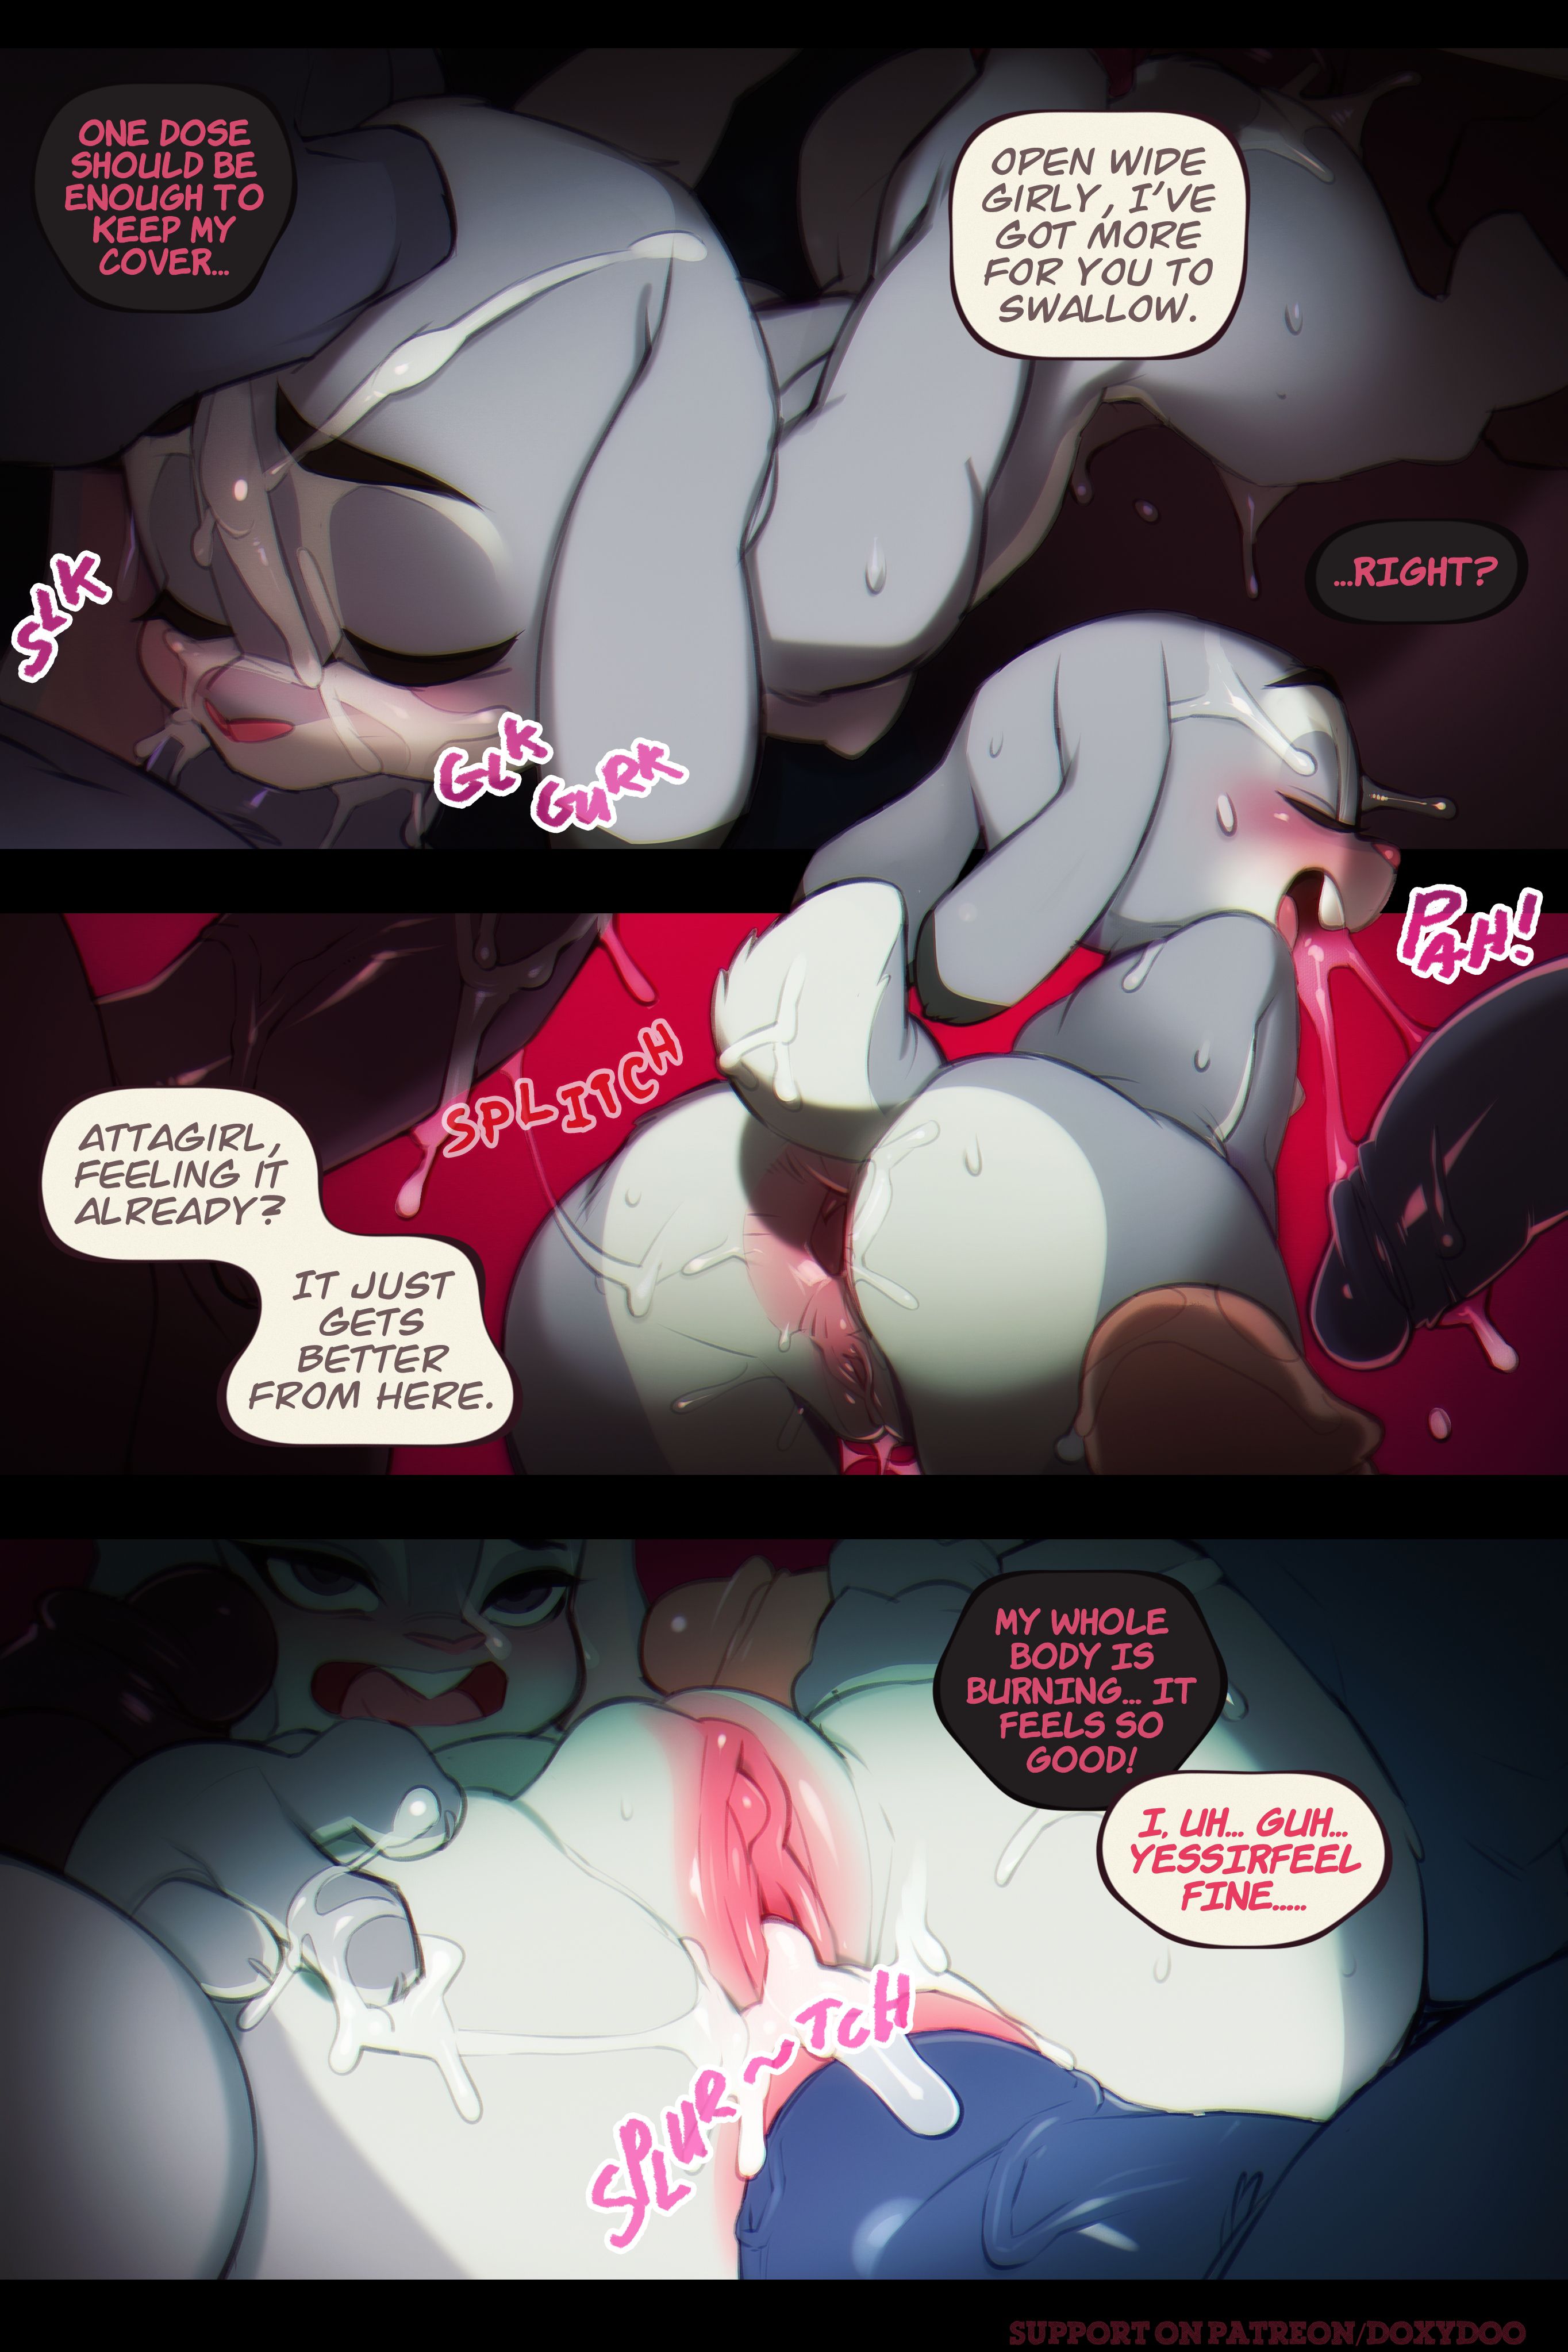 ONE DOSE
SHOULD BE
ENOUGH TO
KEEP MY
COVER...
OPEN WIDE
GIRLY, I'VE
GOT MORE
FOR YOU TO
SWALLOW.
...RIGHT?
SLK
GLK
GURK
PAH!
SPLITCH
ATTAGIRL,
FEELING IT
ALREADY?
IT JUST
GETS
BETTER
FROM HERE.
MY WHOLE
BODY IS
BURNING... IT
FEELS SO
GOOD!
I, UH... GUH...
YESSIRFEEL
FINE.....
SPLUR~TCH
SUPPORT ON PATREON/DOXYDOO